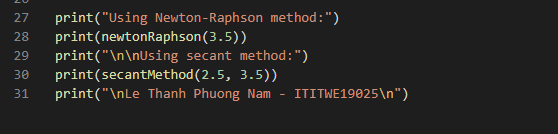 27 print("Using Newton-Raphson method:")
28 print(newtonRaphson(3.5))
29 print("\n\nUsing secant method:")
30 print(secantMethod(2.5, 3.5))
31 print("\nLe Thanh Phuong Nam - ITITWE19025\n")